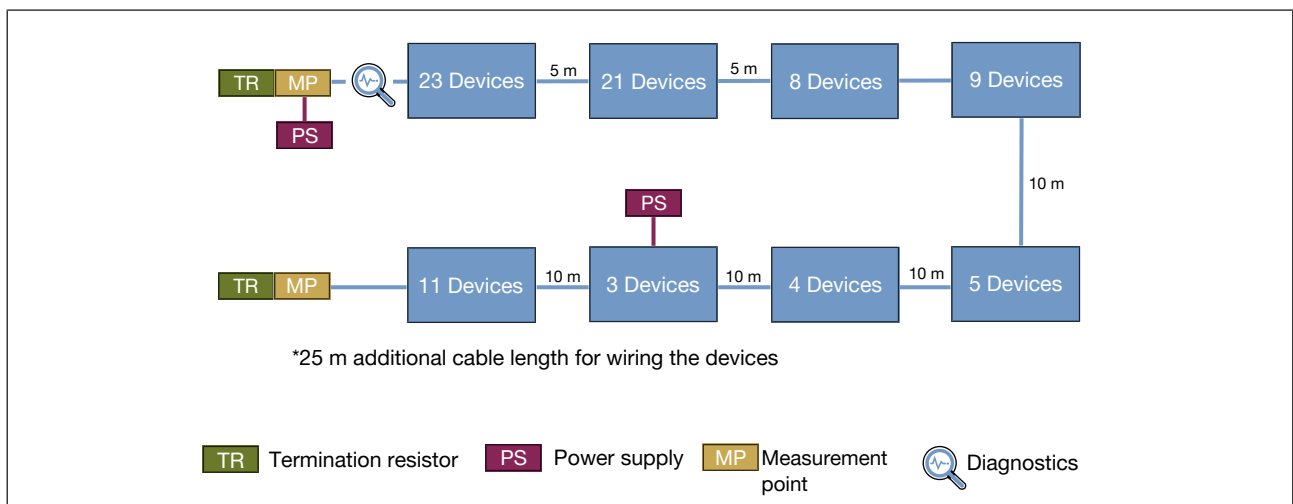 TR MP 23 Devices 5 m 21 Devices 5 m 8 Devices 9 Devices
PS
10 m
PS
TR MP 11 Devices 10 m 3 Devices 10 m 4 Devices 10 m 5 Devices
*25 m additional cable length for wiring the devices
TR Termination resistor PS Power supply MP Measurement point Diagnostics